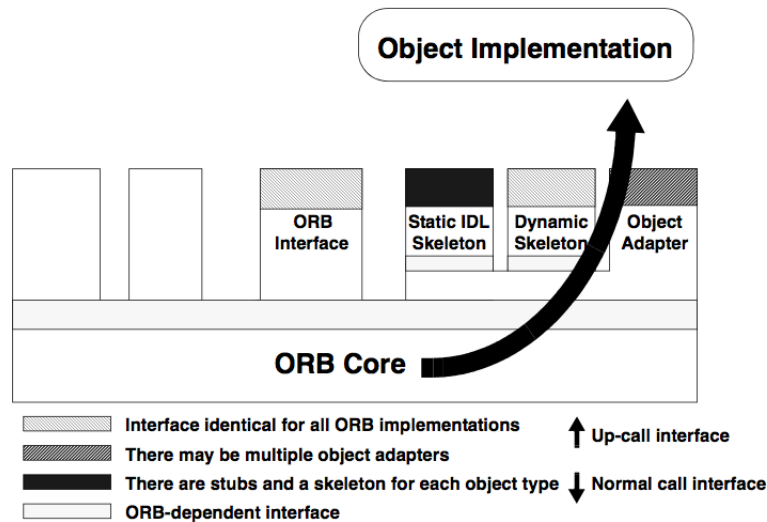 Object Implementation
ORB
Interface
Static IDL
Skeleton
Dynamic
Skeleton
Object
Adapter
ORB Core
Interface identical for all ORB implementations
There may be multiple object adapters
There are stubs and a skeleton for each object type
ORB-dependent interface
Up-call interface
Normal call interface